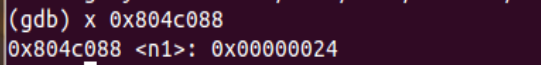 (gdb) x 0x804c088
0x804c088 <n1>: 0x00000024